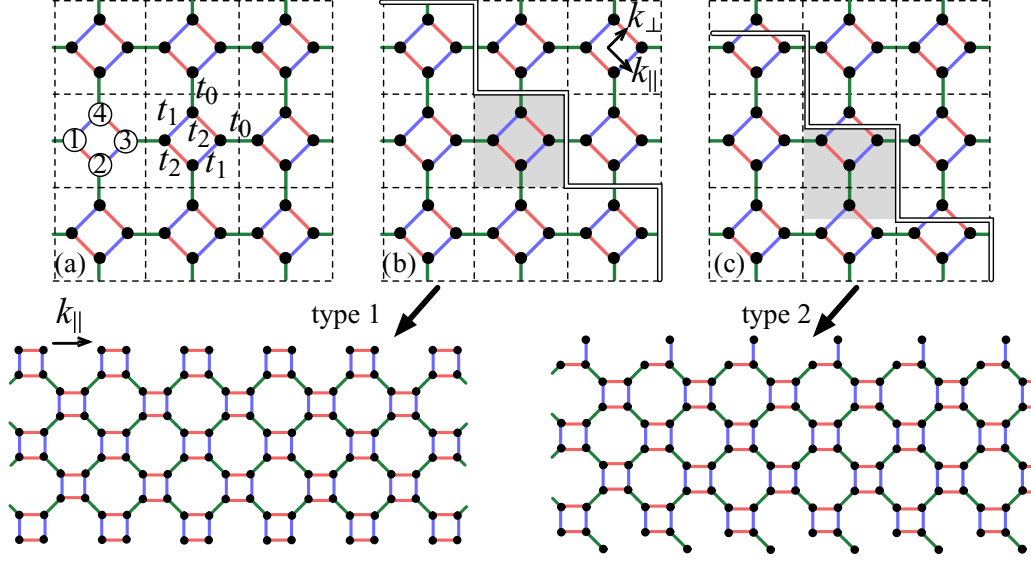 k⊥
k∥
t₀
t₁
t₂
t₀
t₂
t₁
4
1
3
2
(a)
(b)
(c)
type 1
type 2
k∥